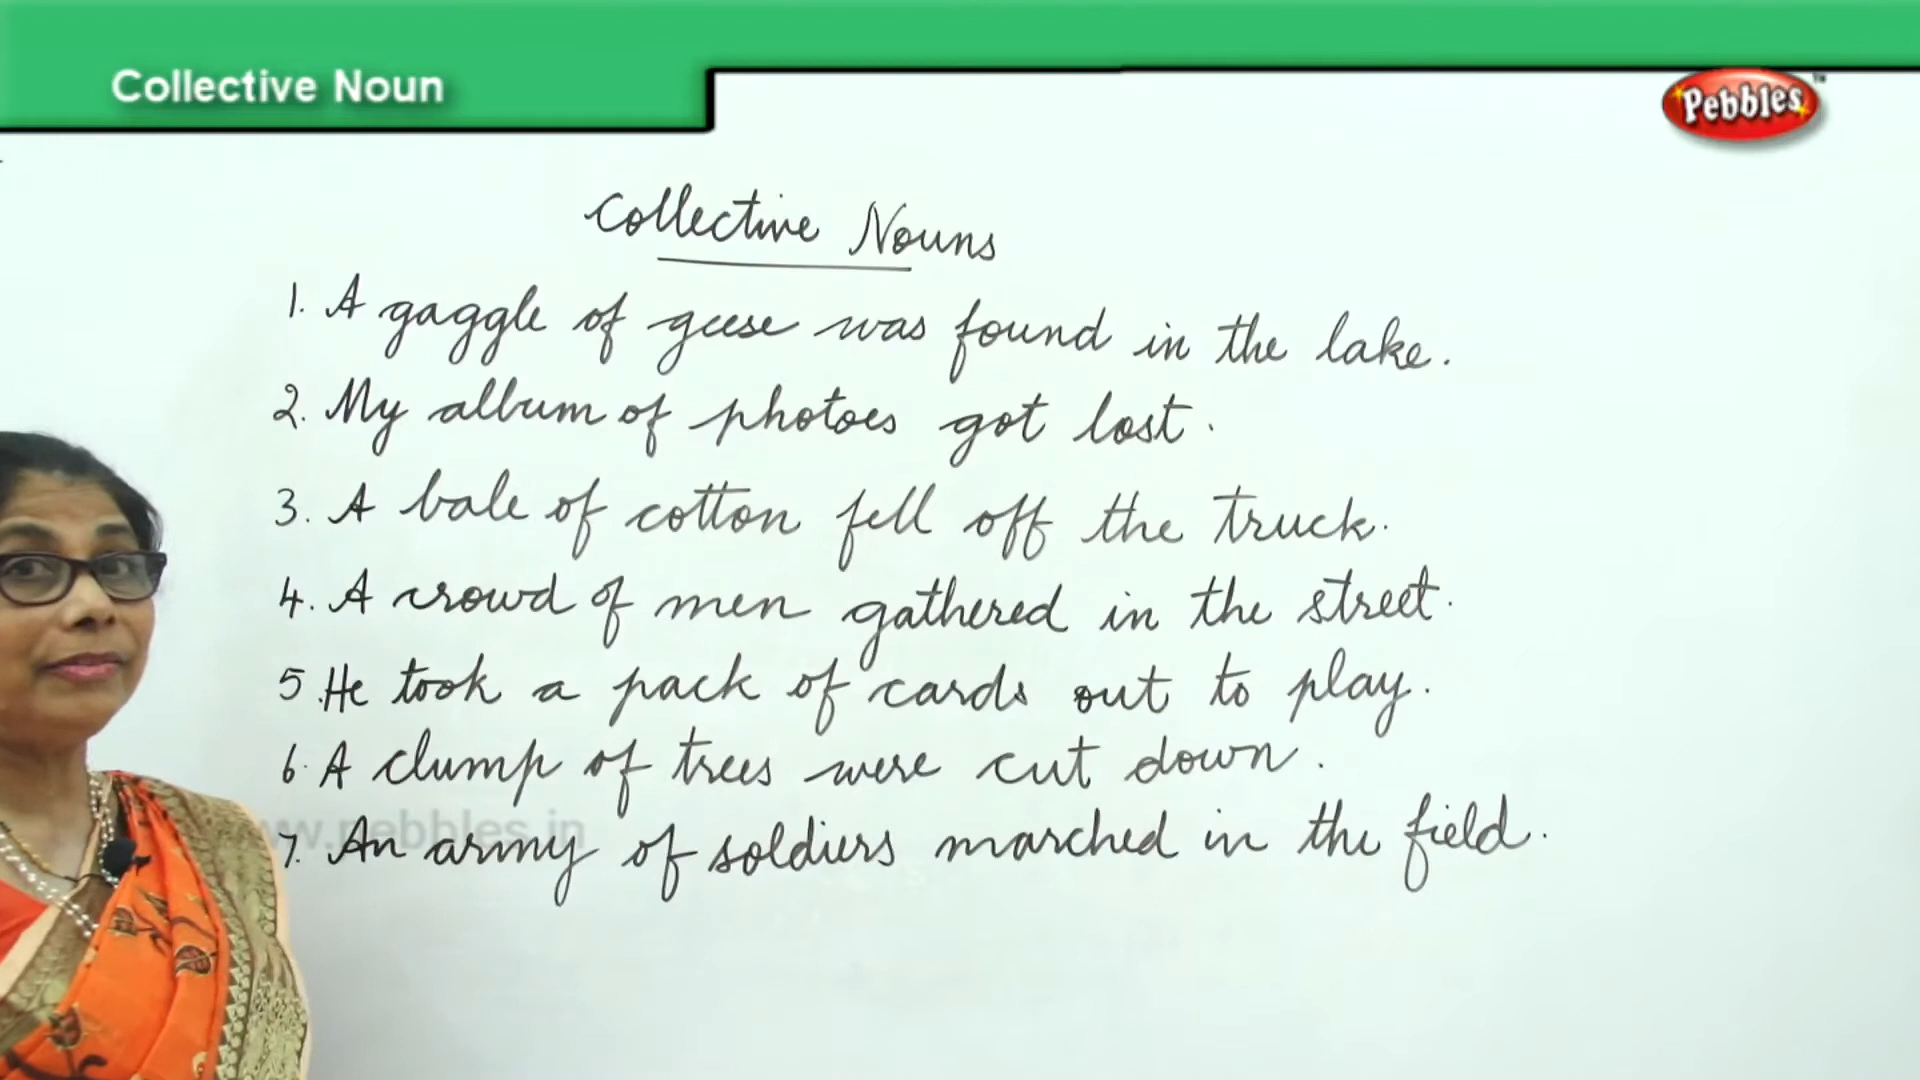 Collective Noun
Pebbles™
Collective Nouns
1. A gaggle of geese was found in the lake.
2. My album of photoes got lost.
3. A bale of cotton fell off the truck.
4. A crowd of men gathered in the street.
5. He took a pack of cards out to play.
6. A clump of trees were cut down.
www.pebbles.in
7. An army of soldiers marched in the field.